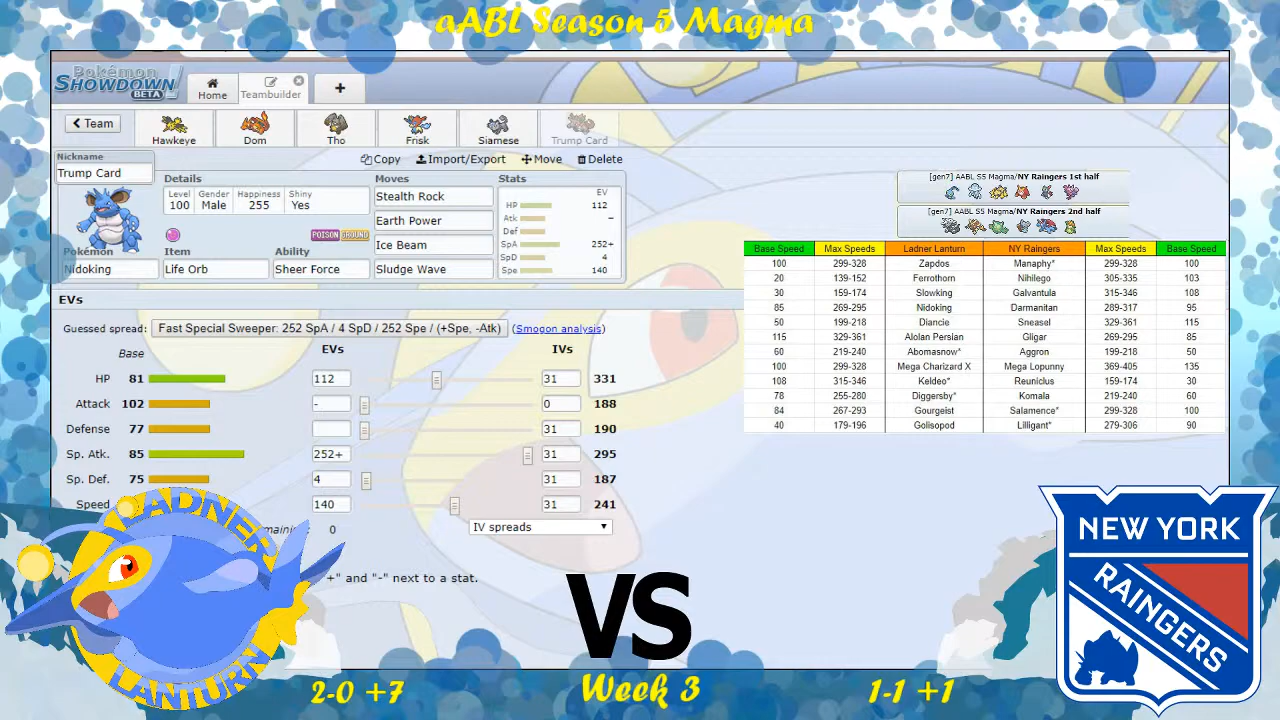 aABL Season 5 Magma
Pokémon
SHOWDOWN
BETA
Home
Teambuilder
+
Team
Hawkeye
Dom
Tho
Frisk
Siamese
Trump Card
Nickname
Trump Card
Copy Import/Export Move Delete
Details
Level Gender Happiness Shiny
100 Male 255 Yes
POISON GROUND
Pokémon
Nidoking
Item
Life Orb
Ability
Sheer Force
Moves
Stealth Rock
Earth Power
Ice Beam
Sludge Wave
Stats
EV
HP 112
Atk –
Def
SpA 252+
SpD 4
Spe 140
[gen7] AABL S5 Magma/NY Raingers 1st half
[gen7] AABL S5 Magma/NY Raingers 2nd half
Base Speed Max Speeds Ladner Lanturn NY Raingers Max Speeds Base Speed
100 299-328 Zapdos Manaphy* 299-328 100
20 139-152 Ferrothorn Nihilego 305-335 103
30 159-174 Slowking Galvantula 315-346 108
85 269-295 Nidoking Darmanitan 289-317 95
50 199-218 Diancie Sneasel 329-361 115
115 329-361 Alolan Persian Gligar 269-295 85
60 219-240 Abomasnow* Aggron 199-218 50
100 299-328 Mega Charizard X Mega Lopunny 369-405 135
108 315-346 Keldeo* Reuniclus 159-174 30
78 255-280 Diggersby* Komala 219-240 60
84 267-293 Gourgeist Salamence* 299-328 100
40 179-196 Golisopod Lilligant* 279-306 90
EVs
Guessed spread: Fast Special Sweeper: 252 SpA / 4 SpD / 252 Spe / (+Spe, -Atk) (Smogon analysis)
Base EVs IVs
HP 81 112 31 331
Attack 102 - 0 188
Defense 77 31 190
Sp. Atk. 85 252+ 31 295
Sp. Def. 75 4 31 187
Speed 140 31 241
maining: 0
IV spreads
+" and "-" next to a stat.
LADNER
LANTURN
VS
NEW YORK
RAINGERS
2-0 +7
Week 3
1-1 +1